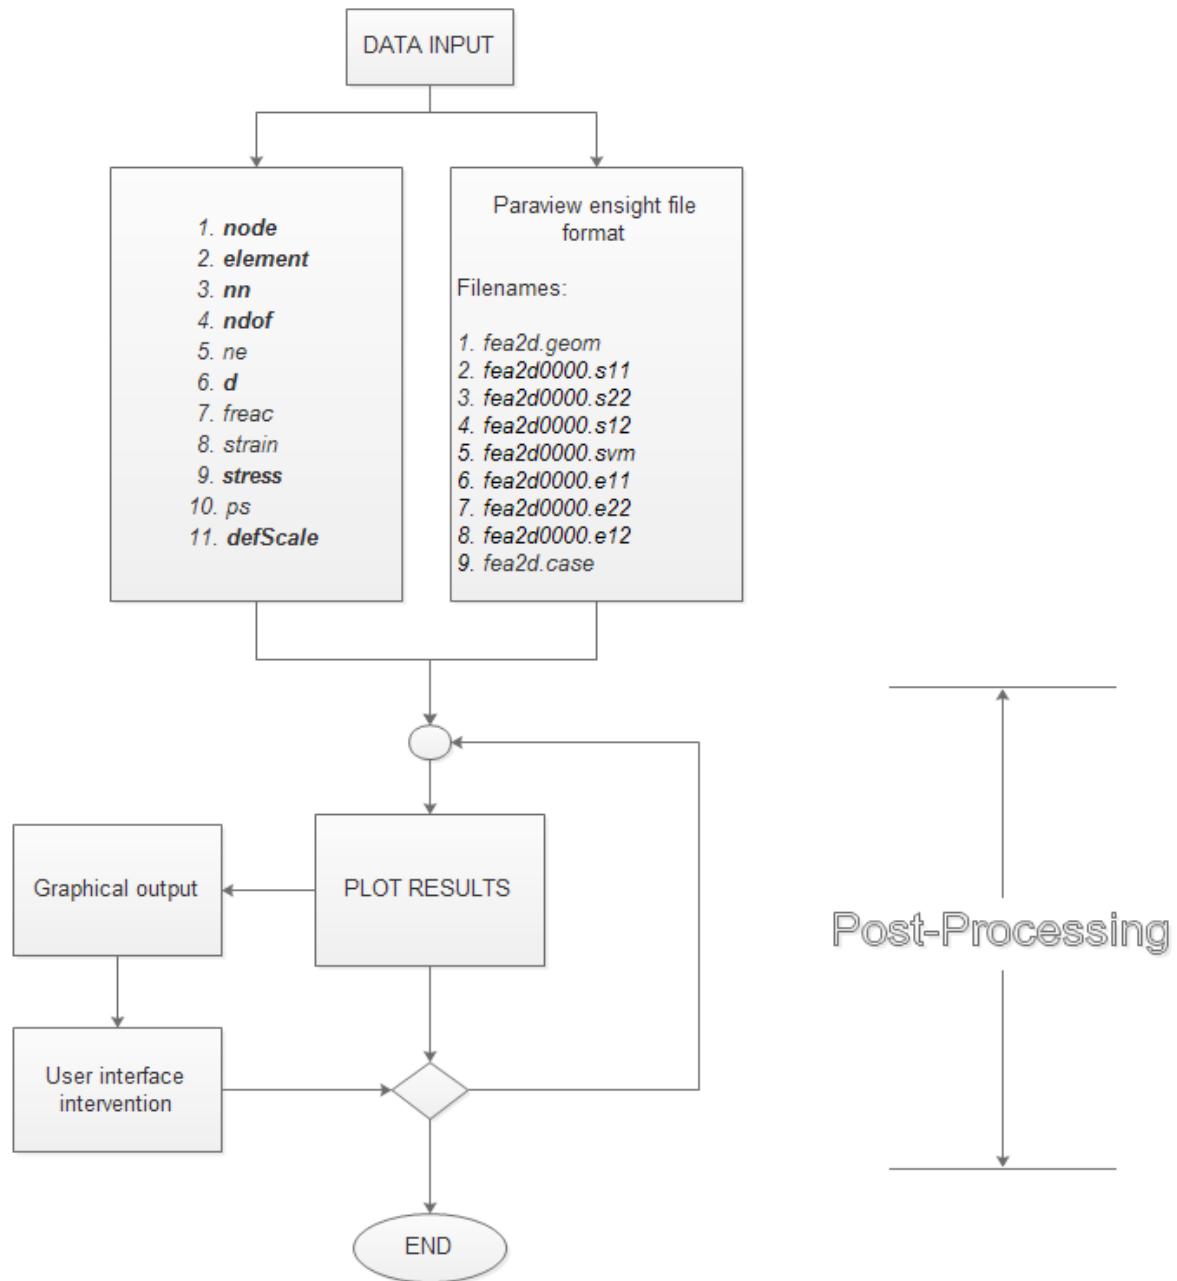 DATA INPUT
1. node
2. element
3. nn
4. ndof
5. ne
6. d
7. freac
8. strain
9. stress
10. ps
11. defScale
Paraview ensight file
format
Filenames:
1. fea2d.geom
2. fea2d0000.s11
3. fea2d0000.s22
4. fea2d0000.s12
5. fea2d0000.svm
6. fea2d0000.e11
7. fea2d0000.e22
8. fea2d0000.e12
9. fea2d.case
Graphical output
PLOT RESULTS
Post-Processing
User interface
intervention
END